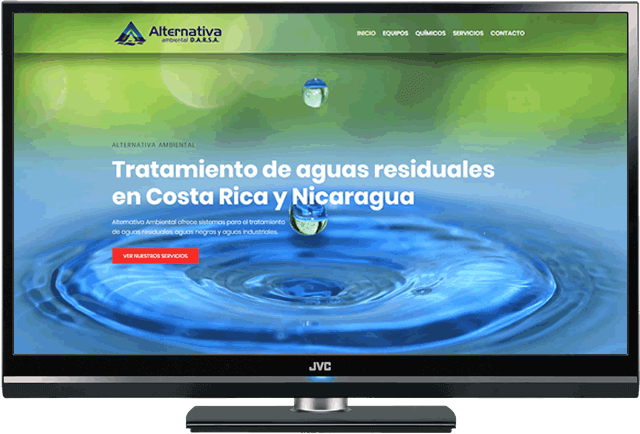 Alternativa
ambiental D.A.R.S.A.
INICIO EQUIPOS QUÍMICOS SERVICIOS CONTACTO
ALTERNATIVA AMBIENTAL
Tratamiento de aguas residuales
en Costa Rica y Nicaragua
Alternativa Ambiental ofrece sistemas para el tratamiento
de aguas residuales, aguas negras y aguas industriales.
VER NUESTROS SERVICIOS
JVC